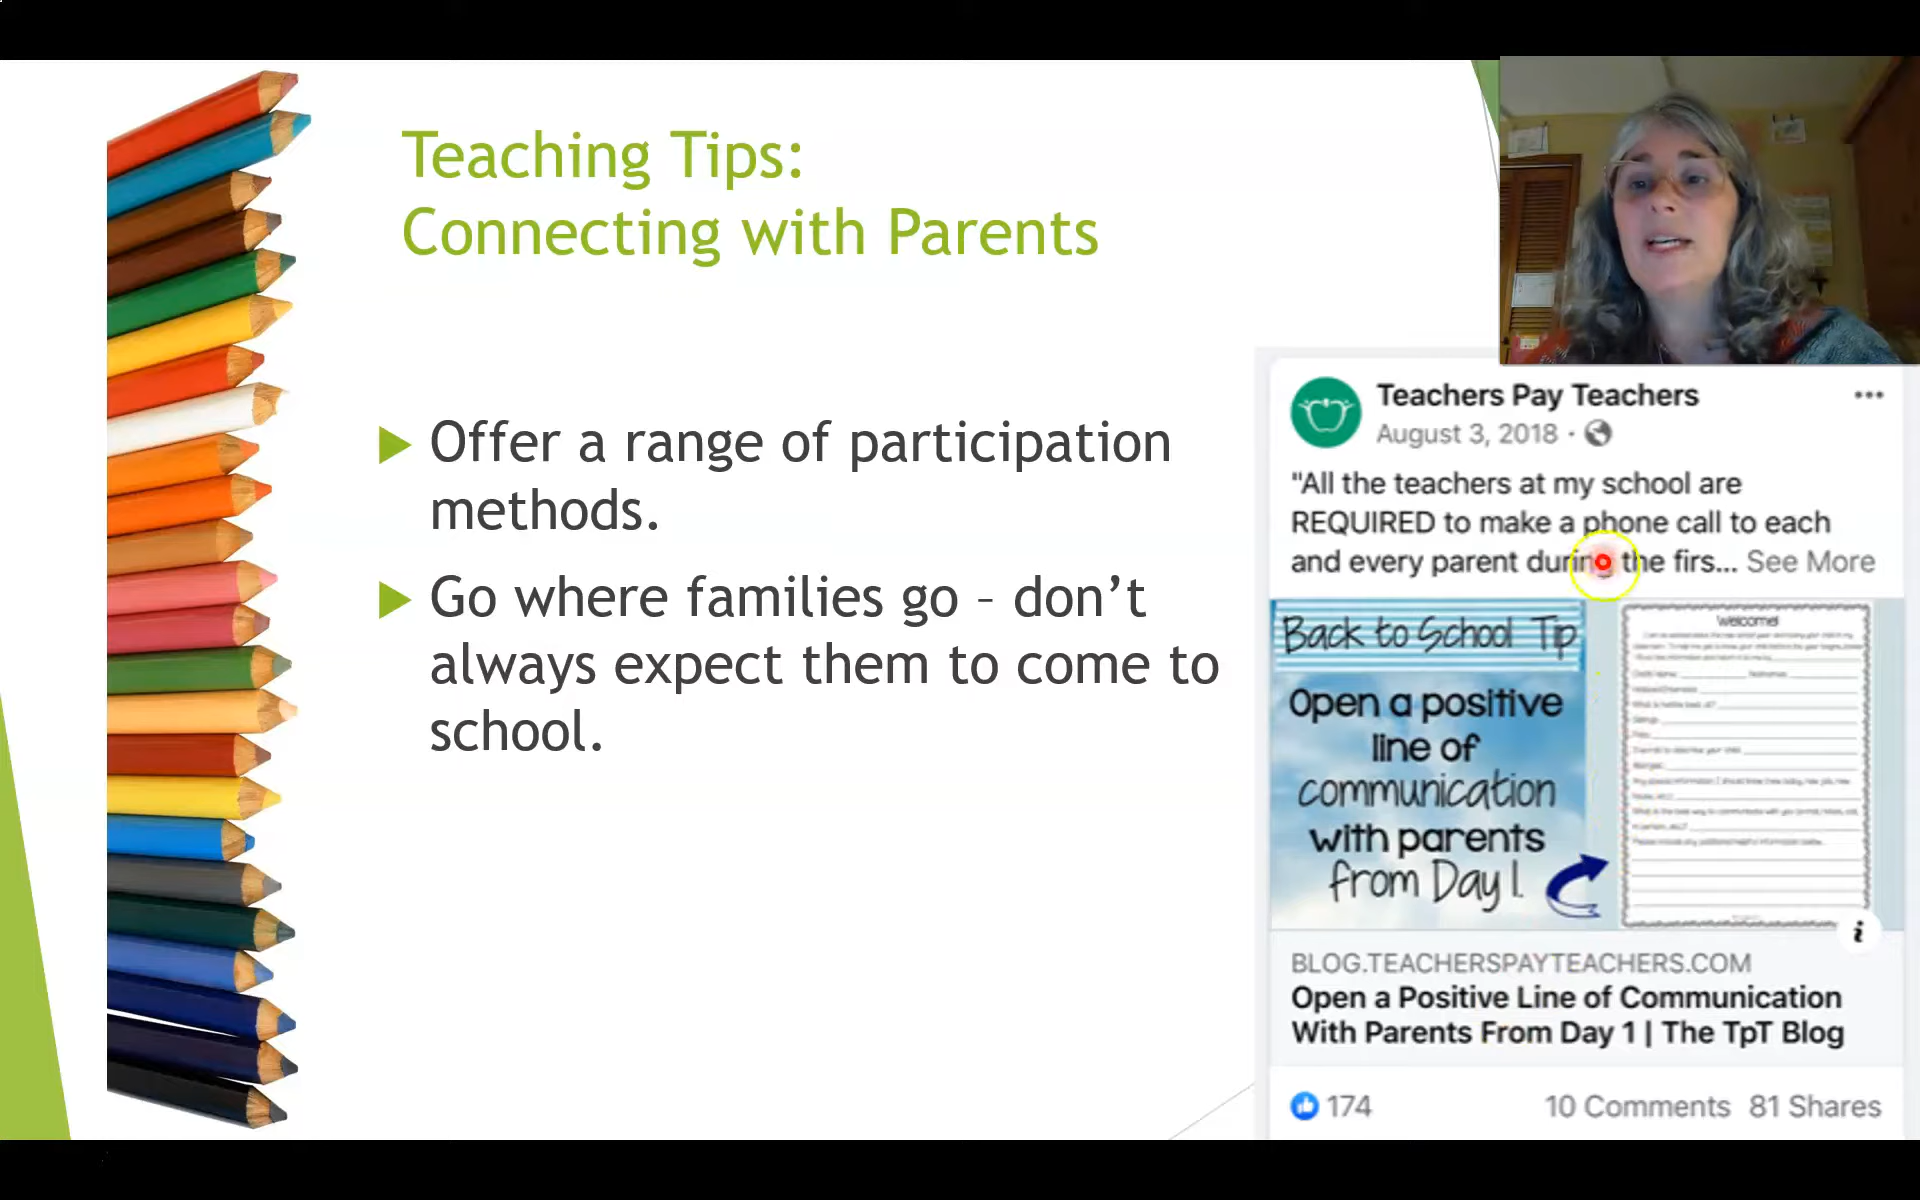 Teaching Tips:
Connecting with Parents
Offer a range of participation
methods.
Go where families go – don’t
always expect them to come to
school.
Teachers Pay Teachers
August 3, 2018 ·
"All the teachers at my school are
REQUIRED to make a phone call to each
and every parent during the firs... See More
Back to School Tip
Open a positive
line of
communication
with parents
from Day 1.
Welcome!
BLOG.TEACHERSPAYTEACHERS.COM
Open a Positive Line of Communication
With Parents From Day 1 | The TpT Blog
174
10 Comments 81 Shares